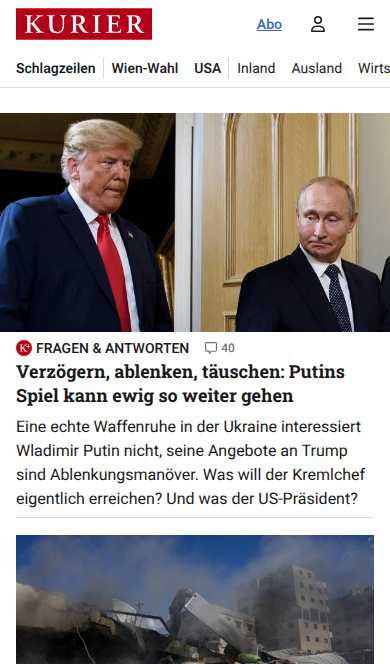 KURIER
Abo
Schlagzeilen Wien-Wahl USA Inland Ausland Wirts
K+ FRAGEN & ANTWORTEN 40
Verzögern, ablenken, täuschen: Putins
Spiel kann ewig so weiter gehen
Eine echte Waffenruhe in der Ukraine interessiert
Wladimir Putin nicht, seine Angebote an Trump
sind Ablenkungsmanöver. Was will der Kremlchef
eigentlich erreichen? Und was der US-Präsident?